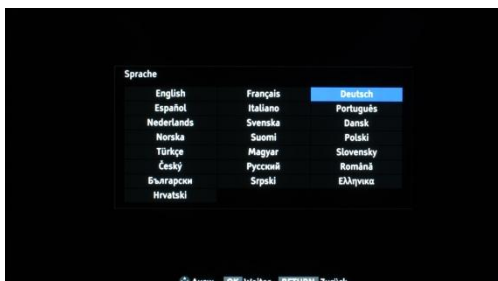 Sprache
English Français Deutsch
Español Italiano Português
Nederlands Svenska Dansk
Norska Suomi Polski
Türkçe Magyar Slovensky
Český Русский Română
Български Srpski Ελληνικα
Hrvatski
Ausw. OK Weiter RETURN Zurück